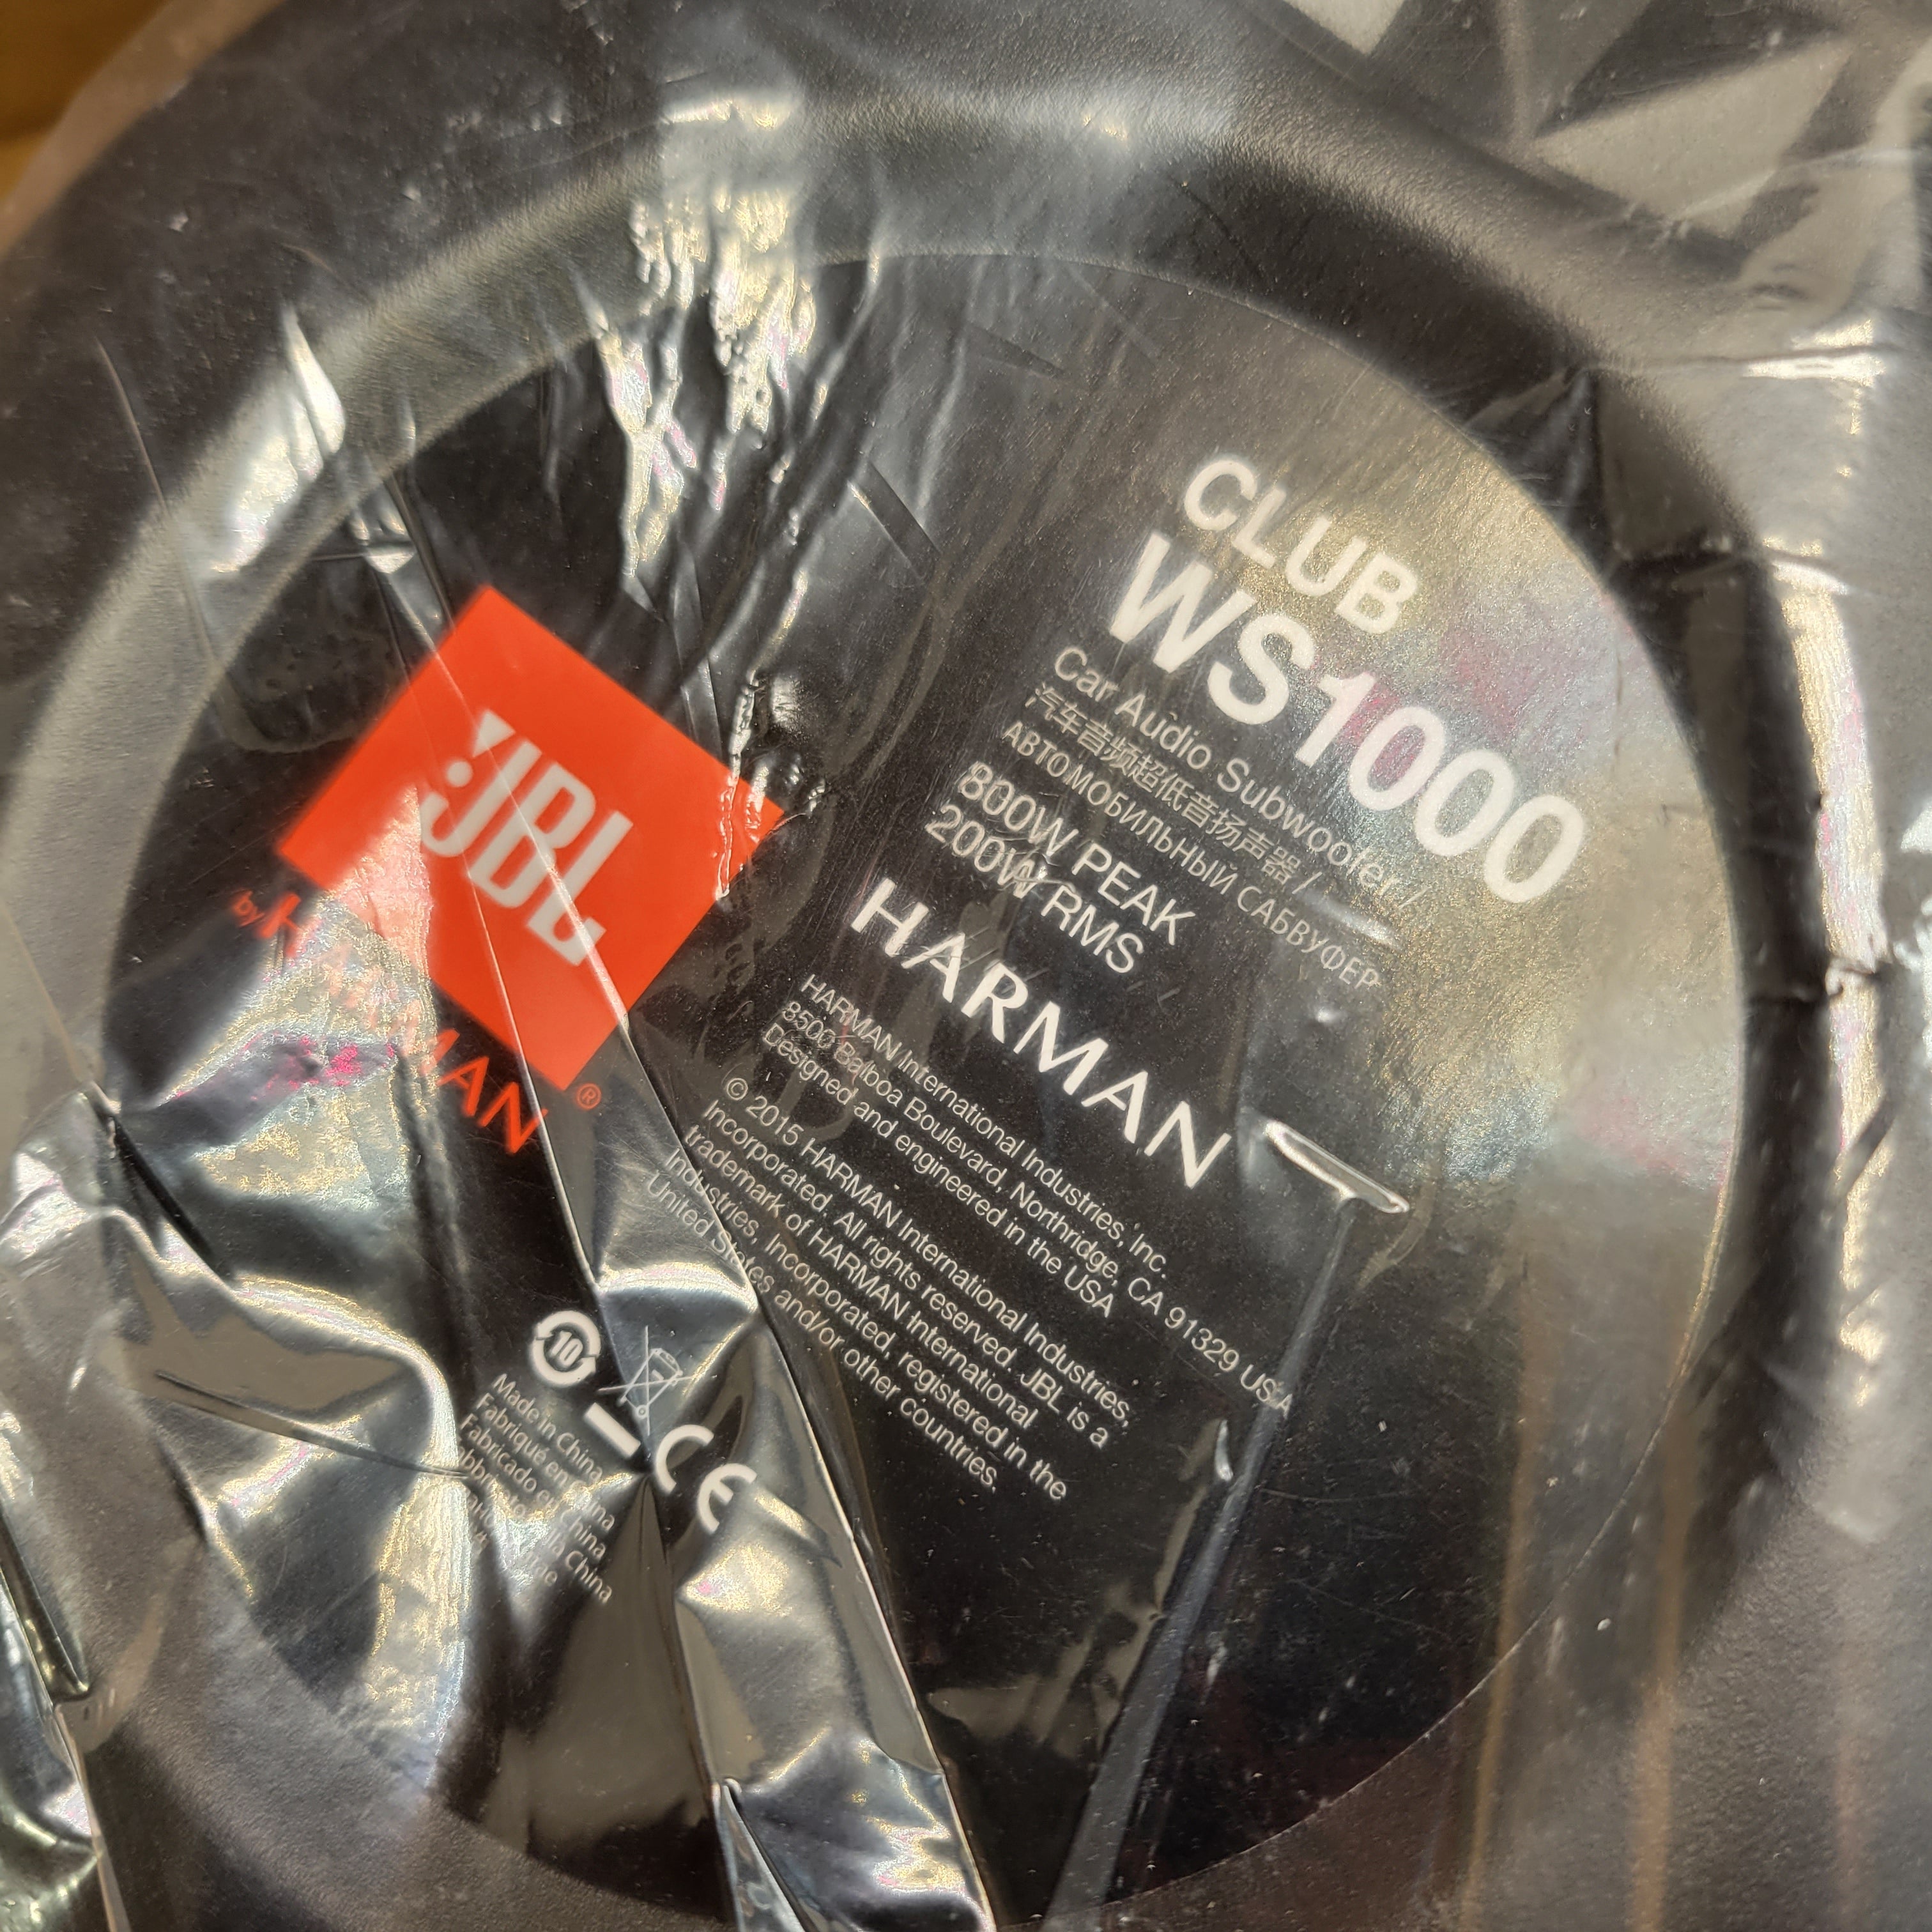 CLUB
WS1000
Car Audio Subwoofer /
汽车音频超低音扬声器 /
АВТОМОБИЛЬНЫЙ САБВУФЕР
800W PEAK
200W RMS
HARMAN
HARMAN International Industries, Inc.
8500 Balboa Boulevard, Northridge, CA 91329 USA
Designed and engineered in the USA
© 2015 HARMAN International Industries,
Incorporated. All rights reserved. JBL is a
trademark of HARMAN International
Industries, Incorporated, registered in the
United States and/or other countries.
JBL
by HARMAN
®
10
CE
Made in China
Fabriqué en Chine
Fabricado en China
in China